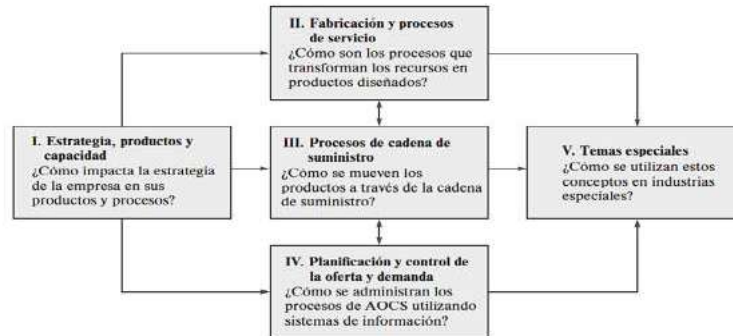 II. Fabricación y procesos
de servicio
¿Cómo son los procesos que
transforman los recursos en
productos diseñados?
I. Estrategia, productos y
capacidad
¿Cómo impacta la estrategia
de la empresa en sus
productos y procesos?
III. Procesos de cadena de
suministro
¿Cómo se mueven los
productos a través de la cadena
de suministro?
V. Temas especiales
¿Cómo se utilizan estos
conceptos en industrias
especiales?
IV. Planificación y control de
la oferta y demanda
¿Cómo se administran los
procesos de AOCS utilizando
sistemas de información?